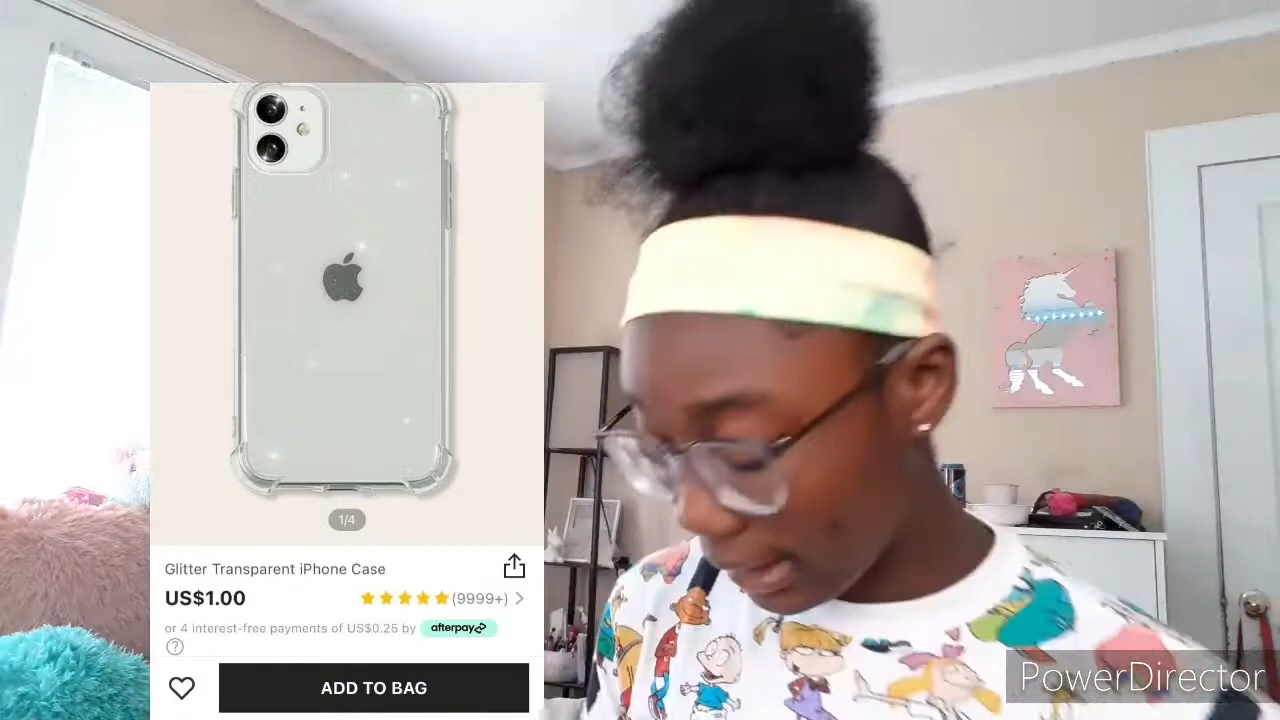 1/4
Glitter Transparent iPhone Case
US$1.00
(9999+)
or 4 interest-free payments of US$0.25 by afterpay
?
ADD TO BAG
PowerDirector